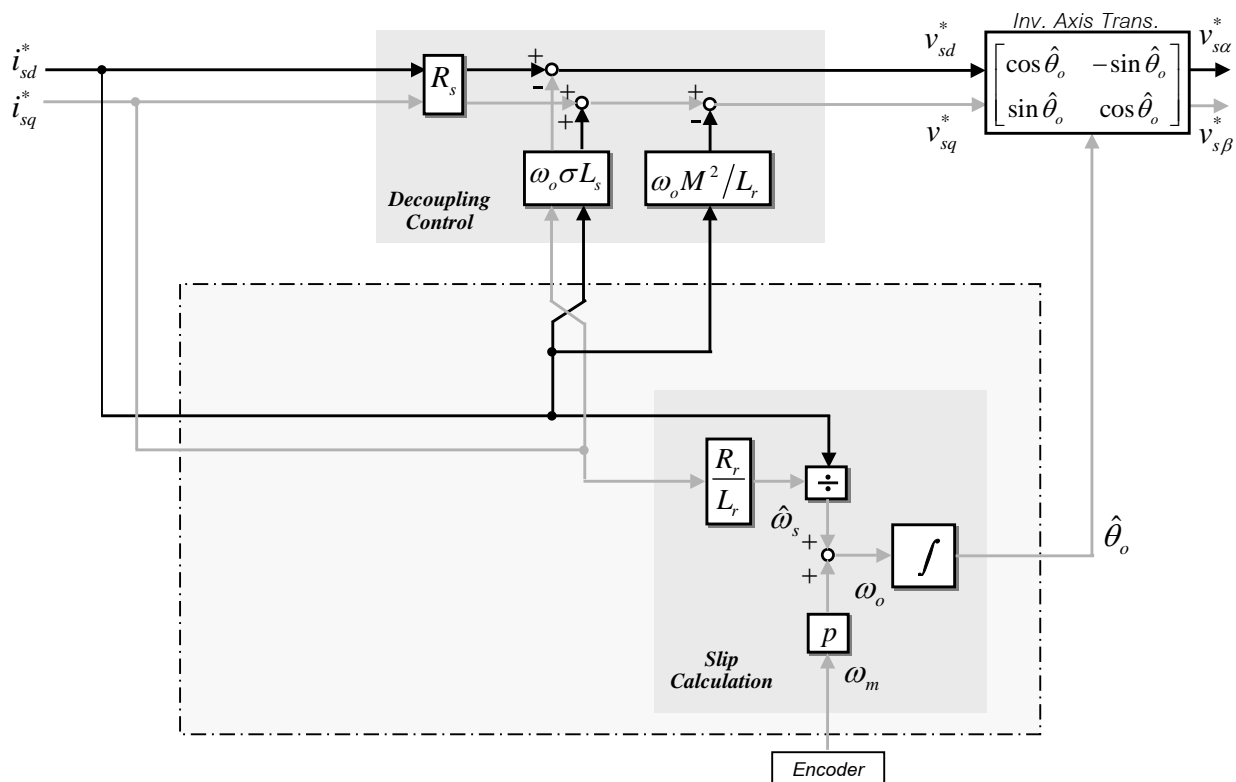 Inv. Axis Trans.
i*sd
i*sq
Rs
+
-
+
+
+
-
v*sd
v*sq
cos θ̂o −sin θ̂o
sin θ̂o cos θ̂o
v*sα
v*sβ
ωoσLs
ωoM²/Lr
Decoupling
Control
Rr
Lr
÷
ω̂s
+
+
∫
θ̂o
ωo
p
Slip
Calculation
ωm
Encoder